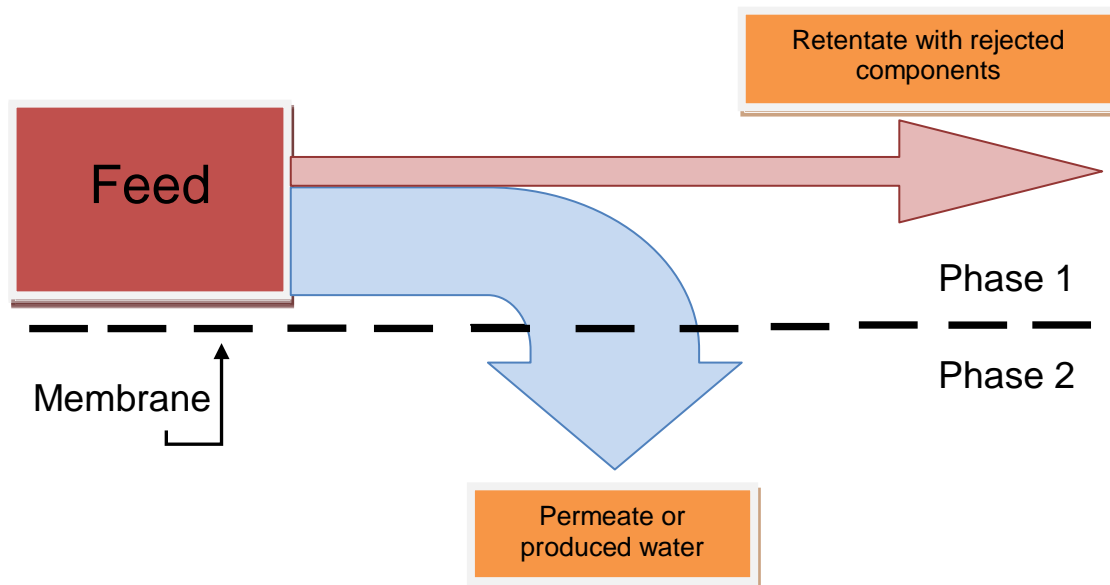 Retentate with rejected
components
Feed
Phase 1
Phase 2
Membrane
Permeate or
produced water